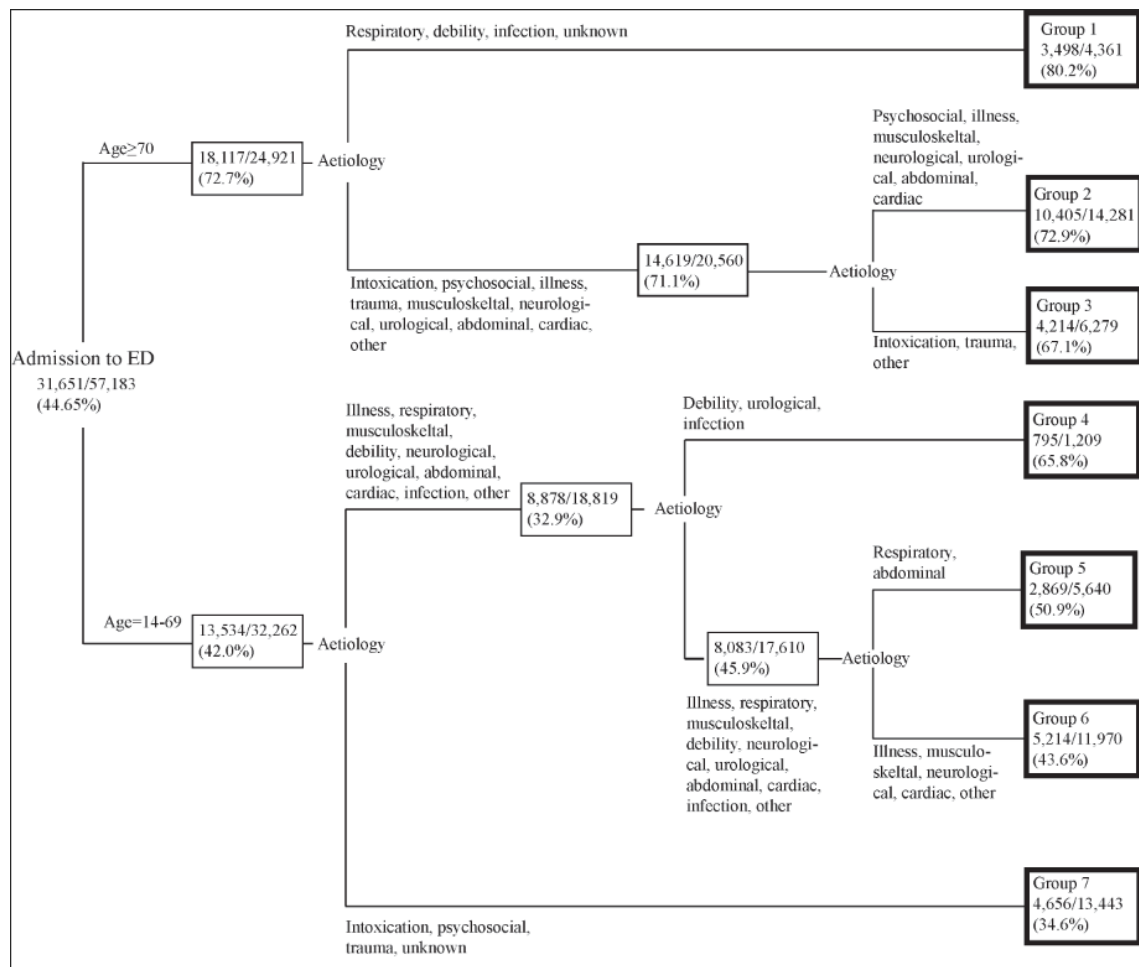 Respiratory, debility, infection, unknown
Group 1
3,498/4,361
(80.2%)
Age≥70
18,117/24,921
(72.7%)
Aetiology
Psychosocial, illness,
musculoskeltal,
neurological, urologi-
cal, abdominal,
cardiac
Group 2
10,405/14,281
(72.9%)
14,619/20,560
(71.1%)
Aetiology
Intoxication, psychosocial, illness,
trauma, musculoskeltal, neurologi-
cal, urological, abdominal, cardiac,
other
Group 3
4,214/6,279
(67.1%)
Intoxication, trauma,
other
Admission to ED
31,651/57,183
(44.65%)
Illness, respiratory,
musculoskeltal,
debility, neurological,
urological, abdominal,
cardiac, infection, other
Debility, urological,
infection
Group 4
795/1,209
(65.8%)
8,878/18,819
(32.9%)
Aetiology
Respiratory,
abdominal
Group 5
2,869/5,640
(50.9%)
Age=14-69
13,534/32,262
(42.0%)
Aetiology
8,083/17,610
(45.9%)
Aetiology
Illness, respiratory,
musculoskeltal,
debility, neurologi-
cal, urological,
abdominal, cardiac,
infection, other
Group 6
5,214/11,970
(43.6%)
Illness, musculo-
skeltal, neurologi-
cal, cardiac, other
Group 7
4,656/13,443
(34.6%)
Intoxication, psychosocial,
trauma, unknown